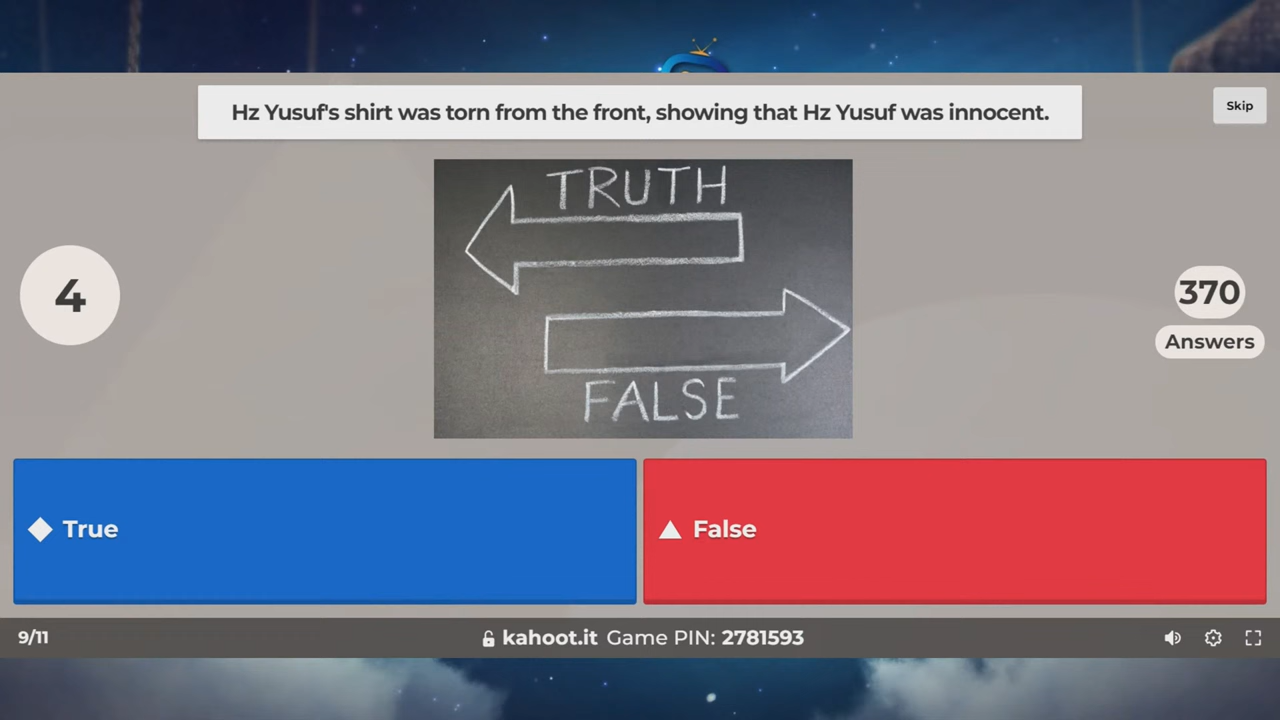 Hz Yusuf's shirt was torn from the front, showing that Hz Yusuf was innocent.
Skip
TRUTH
FALSE
4
370
Answers
True
False
9/11
kahoot.it Game PIN: 2781593